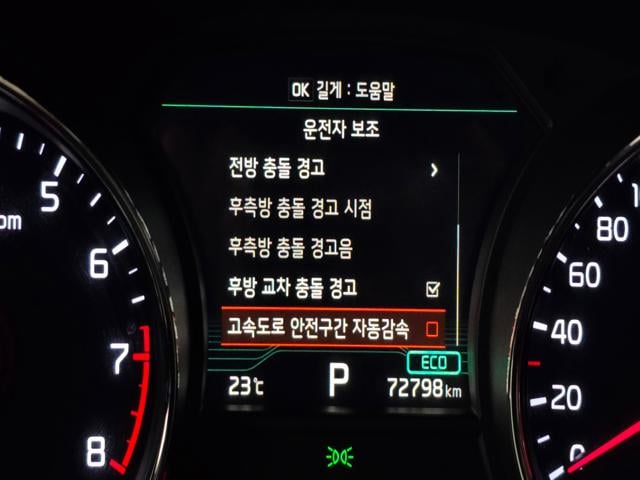 OK 길게 : 도움말
운전자 보조
전방 충돌 경고
후측방 충돌 경고 시점
후측방 충돌 경고음
후방 교차 충돌 경고
고속도로 안전구간 자동감속
ECO
23℃ P 72798 km
5
6
7
8
80
60
40
20
0